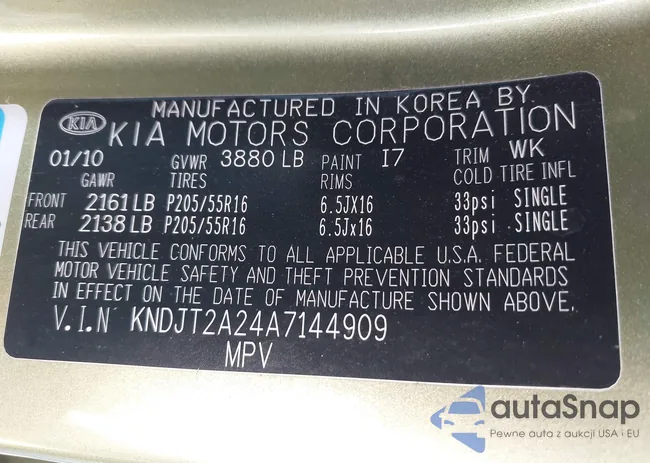 MANUFACTURED IN KOREA BY
KIA KIA MOTORS CORPORATION
01/10 GVWR 3880 LB PAINT I7 TRIM WK
GAWR TIRES RIMS COLD TIRE INFL
FRONT 2161 LB P205/55R16 6.5JX16 33psi SINGLE
REAR 2138 LB P205/55R16 6.5JX16 33psi SINGLE
THIS VEHICLE CONFORMS TO ALL APPLICABLE U.S.A. FEDERAL
MOTOR VEHICLE SAFETY AND THEFT PREVENTION STANDARDS
IN EFFECT ON THE DATE OF MANUFACTURE SHOWN ABOVE.
V.I.N KNDJT2A24A7144909
MPV
autaSnap
Pewne auta z aukcji USA i EU